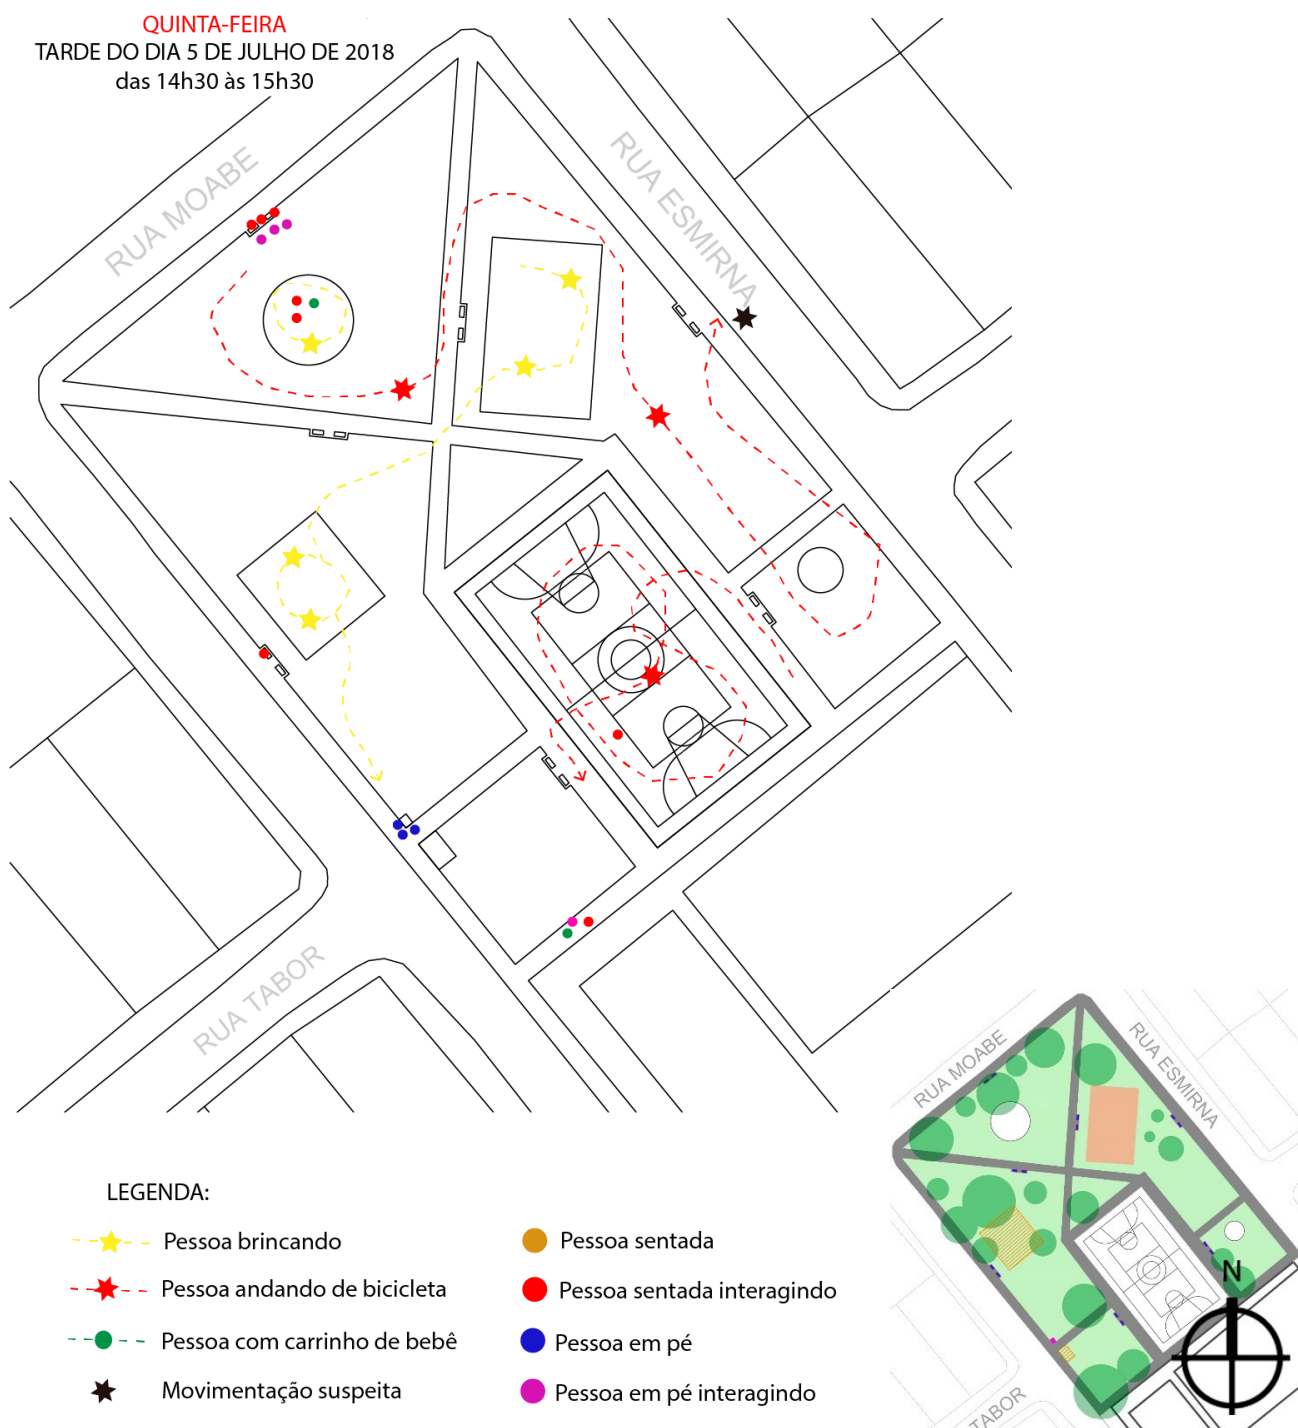 QUINTA-FEIRA
TARDE DO DIA 5 DE JULHO DE 2018
das 14h30 às 15h30
RUA MOABE
RUA ESMIRNA
RUA TABOR
RUA MOABE
RUA ESMIRNA
N
TABOR
LEGENDA:
Pessoa brincando
Pessoa andando de bicicleta
Pessoa com carrinho de bebê
Movimentação suspeita
Pessoa sentada
Pessoa sentada interagindo
Pessoa em pé
Pessoa em pé interagindo